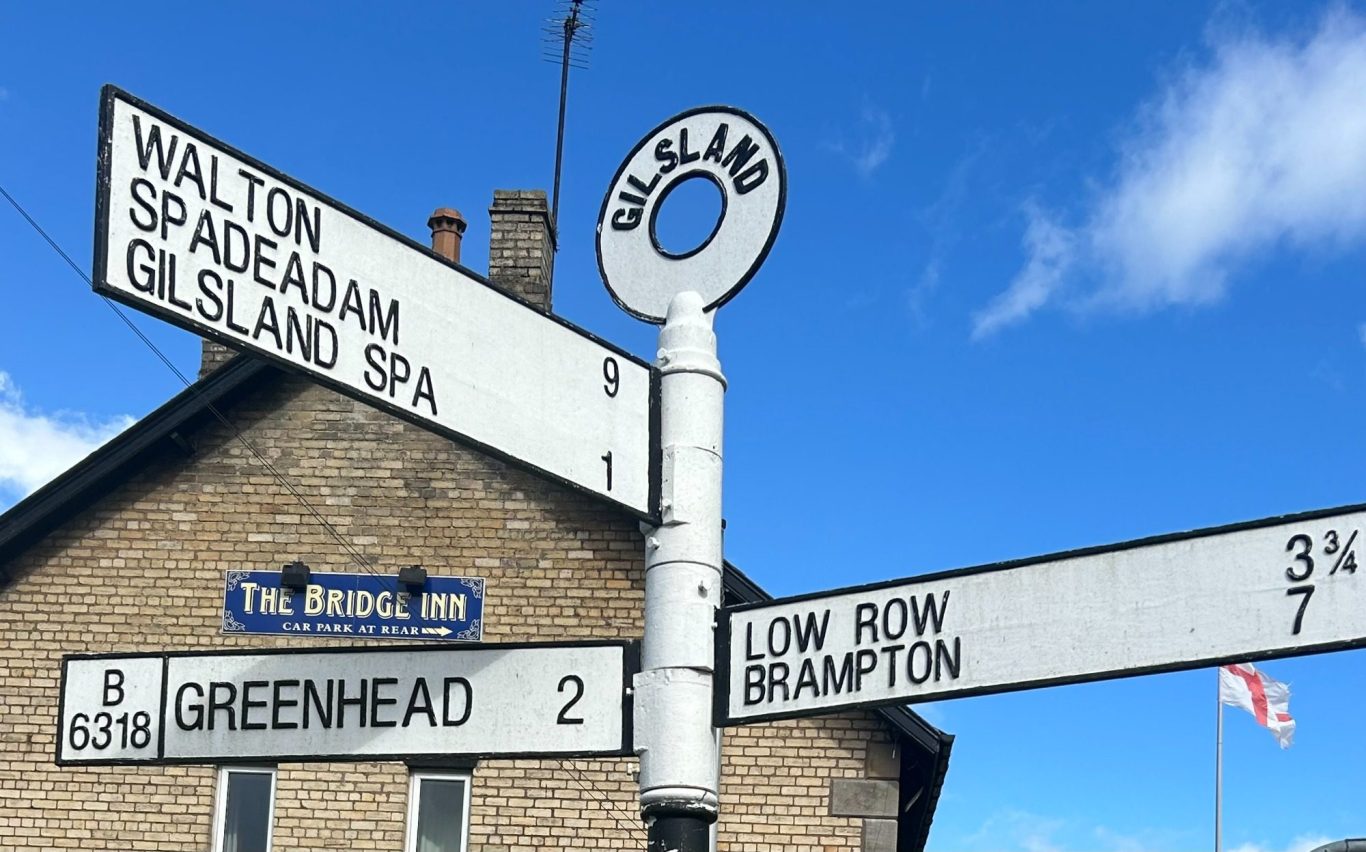 GILSLAND
WALTON 9
SPADEADAM
GILSLAND SPA 1
THE BRIDGE INN
CAR PARK AT REAR
B 6318 GREENHEAD 2
LOW ROW 3 ¾
BRAMPTON 7